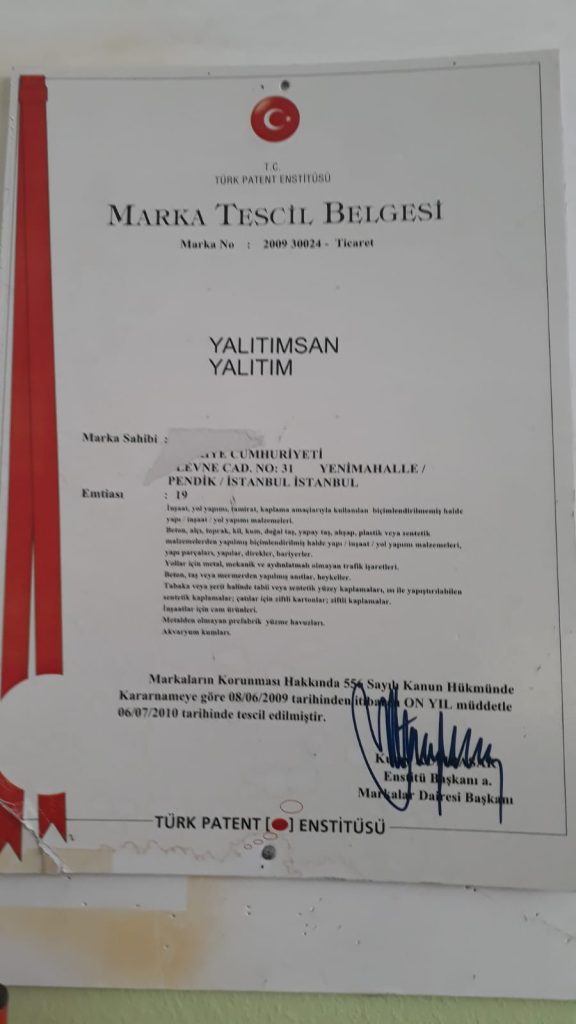 T.C.
TÜRK PATENT ENSTİTÜSÜ
MARKA TESCİL BELGESİ
Marka No : 2009 30024 - Ticaret
YALITIMSAN
YALITIM
Marka Sahibi :
CUMHURİYETİ
CAD. NO: 31 YENİMAHALLE /
PENDİK / İSTANBUL İSTANBUL
Emtiası : 19
İnşaat, yol yapımı, tamirat, kaplama amaçlarıyla kullanılan biçimlendirilmemiş halde
yapı / inşaat / yol yapımı malzemeleri.
Beton, alçı, toprak, kil, kum, doğal taş, yapay taş, ahşap, plastik veya sentetik
malzemelerden yapılmış biçimlendirilmiş halde yapı / inşaat / yol yapımı malzemeleri,
yapı parçaları, yapılar, direkler, bariyerler.
Yollar için metal, mekanik ve aydınlatmalı olmayan trafik işaretleri.
Beton, taş veya mermerden yapılmış anıtlar, heykeller.
Tabaka veya şerit halinde tabii veya sentetik yüzey kaplamaları, ısı ile yapıştırılabilen
sentetik kaplamalar; çatılar için ziftli kartonlar; ziftli kaplamalar.
İnşaatlar için cam ürünleri.
Metalden olmayan prefabrik yüzme havuzları.
Akvaryum kumları.
Markaların Korunması Hakkında 556 Sayılı Kanun Hükmünde
Kararnameye göre 08/06/2009 tarihinden itibaren ON YIL müddetle
06/07/2010 tarihinde tescil edilmiştir.
Enstitü Başkanı a.
Markalar Dairesi Başkanı
TÜRK PATENT [ ] ENSTİTÜSÜ